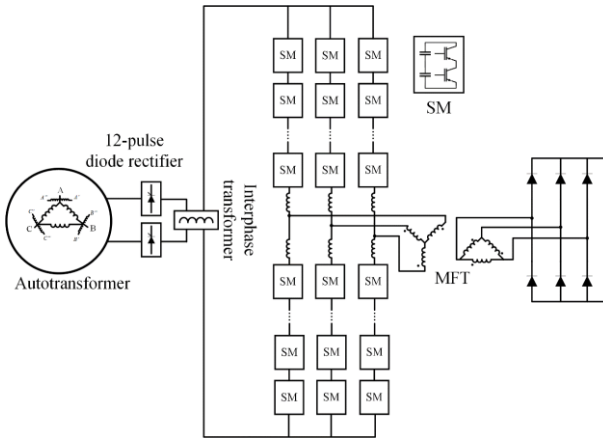 SM SM SM
SM SM SM
SM
12-pulse
diode rectifier
SM SM SM
Interphase
transformer
A
A'' A'
C' B''
C B
C'' B'
Autotransformer
MFT
SM SM SM
SM SM SM
SM SM SM